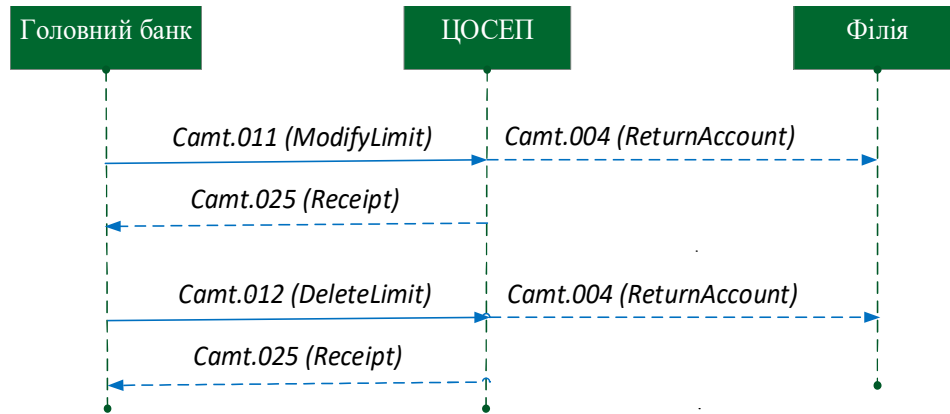 Головний банк
ЦОСЕП
Філія
Camt.011 (ModifyLimit)
Camt.004 (ReturnAccount)
Camt.025 (Receipt)
Camt.012 (DeleteLimit)
Camt.004 (ReturnAccount)
Camt.025 (Receipt)